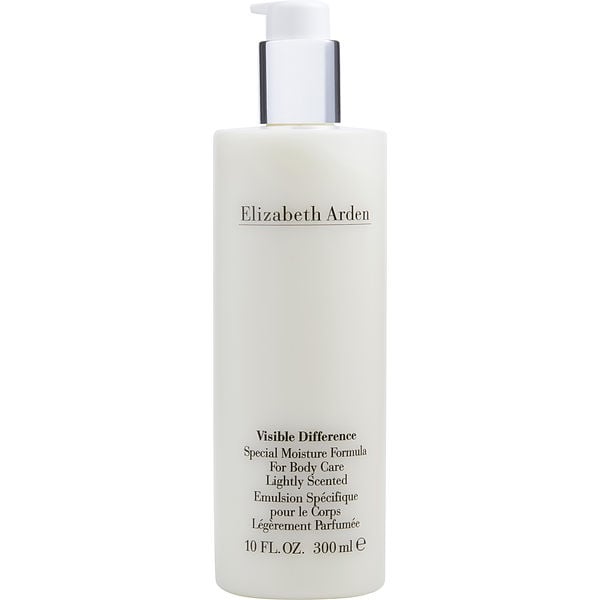 Elizabeth Arden
Visible Difference
Special Moisture Formula
For Body Care
Lightly Scented
Emulsion Spécifique
pour le Corps
Légèrement Parfumée
10 FL.OZ. 300 ml ℮